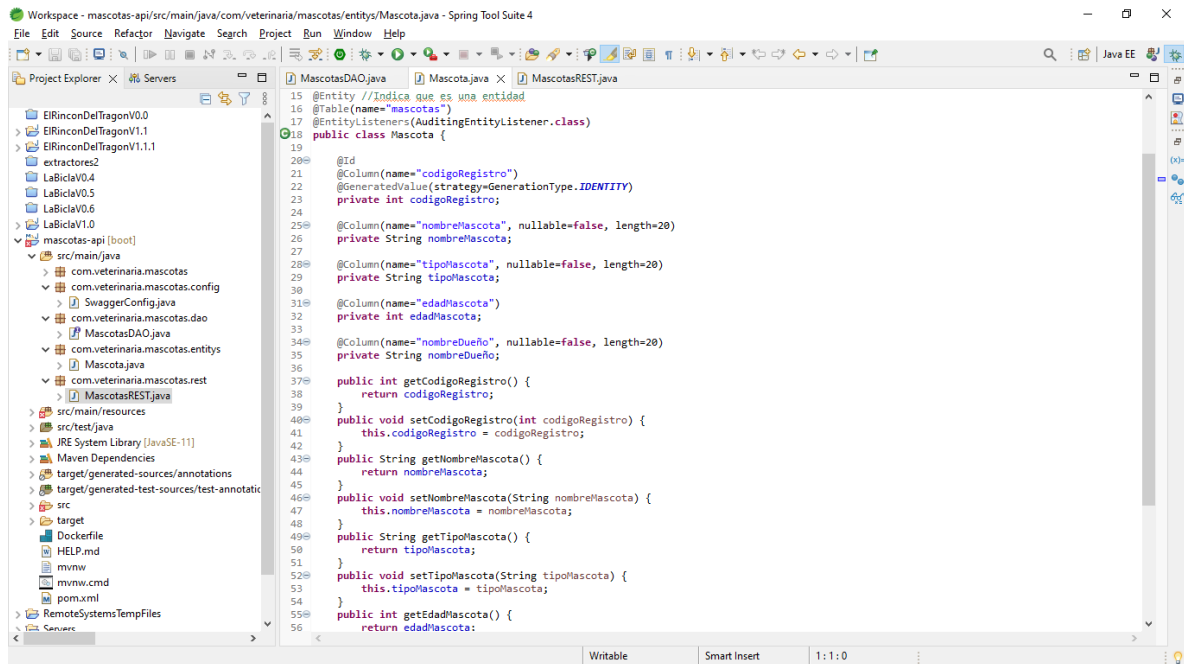 Workspace - mascotas-api/src/main/java/com/veterinaria/mascotas/entitys/Mascota.java - Spring Tool Suite 4
File Edit Source Refactor Navigate Search Project Run Window Help
Java EE
Project Explorer
Servers
ElRinconDelTragonV0.0
ElRinconDelTragonV1.1
ElRinconDelTragonV1.1.1
extractores2
LaBiclaV0.4
LaBiclaV0.5
LaBiclaV0.6
LaBiclaV1.0
mascotas-api [boot]
src/main/java
com.veterinaria.mascotas
com.veterinaria.mascotas.config
SwaggerConfig.java
com.veterinaria.mascotas.dao
MascotasDAO.java
com.veterinaria.mascotas.entitys
Mascota.java
com.veterinaria.mascotas.rest
MascotasREST.java
src/main/resources
src/test/java
JRE System Library [JavaSE-11]
Maven Dependencies
target/generated-sources/annotations
target/generated-test-sources/test-annotatic
src
target
Dockerfile
HELP.md
mvnw
mvnw.cmd
pom.xml
RemoteSystemsTempFiles
Servers
MascotasDAO.java
Mascota.java
MascotasREST.java
15 @Entity //Indica que es una entidad
16 @Table(name="mascotas")
17 @EntityListeners(AuditingEntityListener.class)
18 public class Mascota {
19
20 @Id
21 @Column(name="codigoRegistro")
22 @GeneratedValue(strategy=GenerationType.IDENTITY)
23 private int codigoRegistro;
24
25 @Column(name="nombreMascota", nullable=false, length=20)
26 private String nombreMascota;
27
28 @Column(name="tipoMascota", nullable=false, length=20)
29 private String tipoMascota;
30
31 @Column(name="edadMascota")
32 private int edadMascota;
33
34 @Column(name="nombreDueño", nullable=false, length=20)
35 private String nombreDueño;
36
37 public int getCodigoRegistro() {
38 return codigoRegistro;
39 }
40 public void setCodigoRegistro(int codigoRegistro) {
41 this.codigoRegistro = codigoRegistro;
42 }
43 public String getNombreMascota() {
44 return nombreMascota;
45 }
46 public void setNombreMascota(String nombreMascota) {
47 this.nombreMascota = nombreMascota;
48 }
49 public String getTipoMascota() {
50 return tipoMascota;
51 }
52 public void setTipoMascota(String tipoMascota) {
53 this.tipoMascota = tipoMascota;
54 }
55 public int getEdadMascota() {
56 return edadMascota;
Writable
Smart Insert
1 : 1 : 0